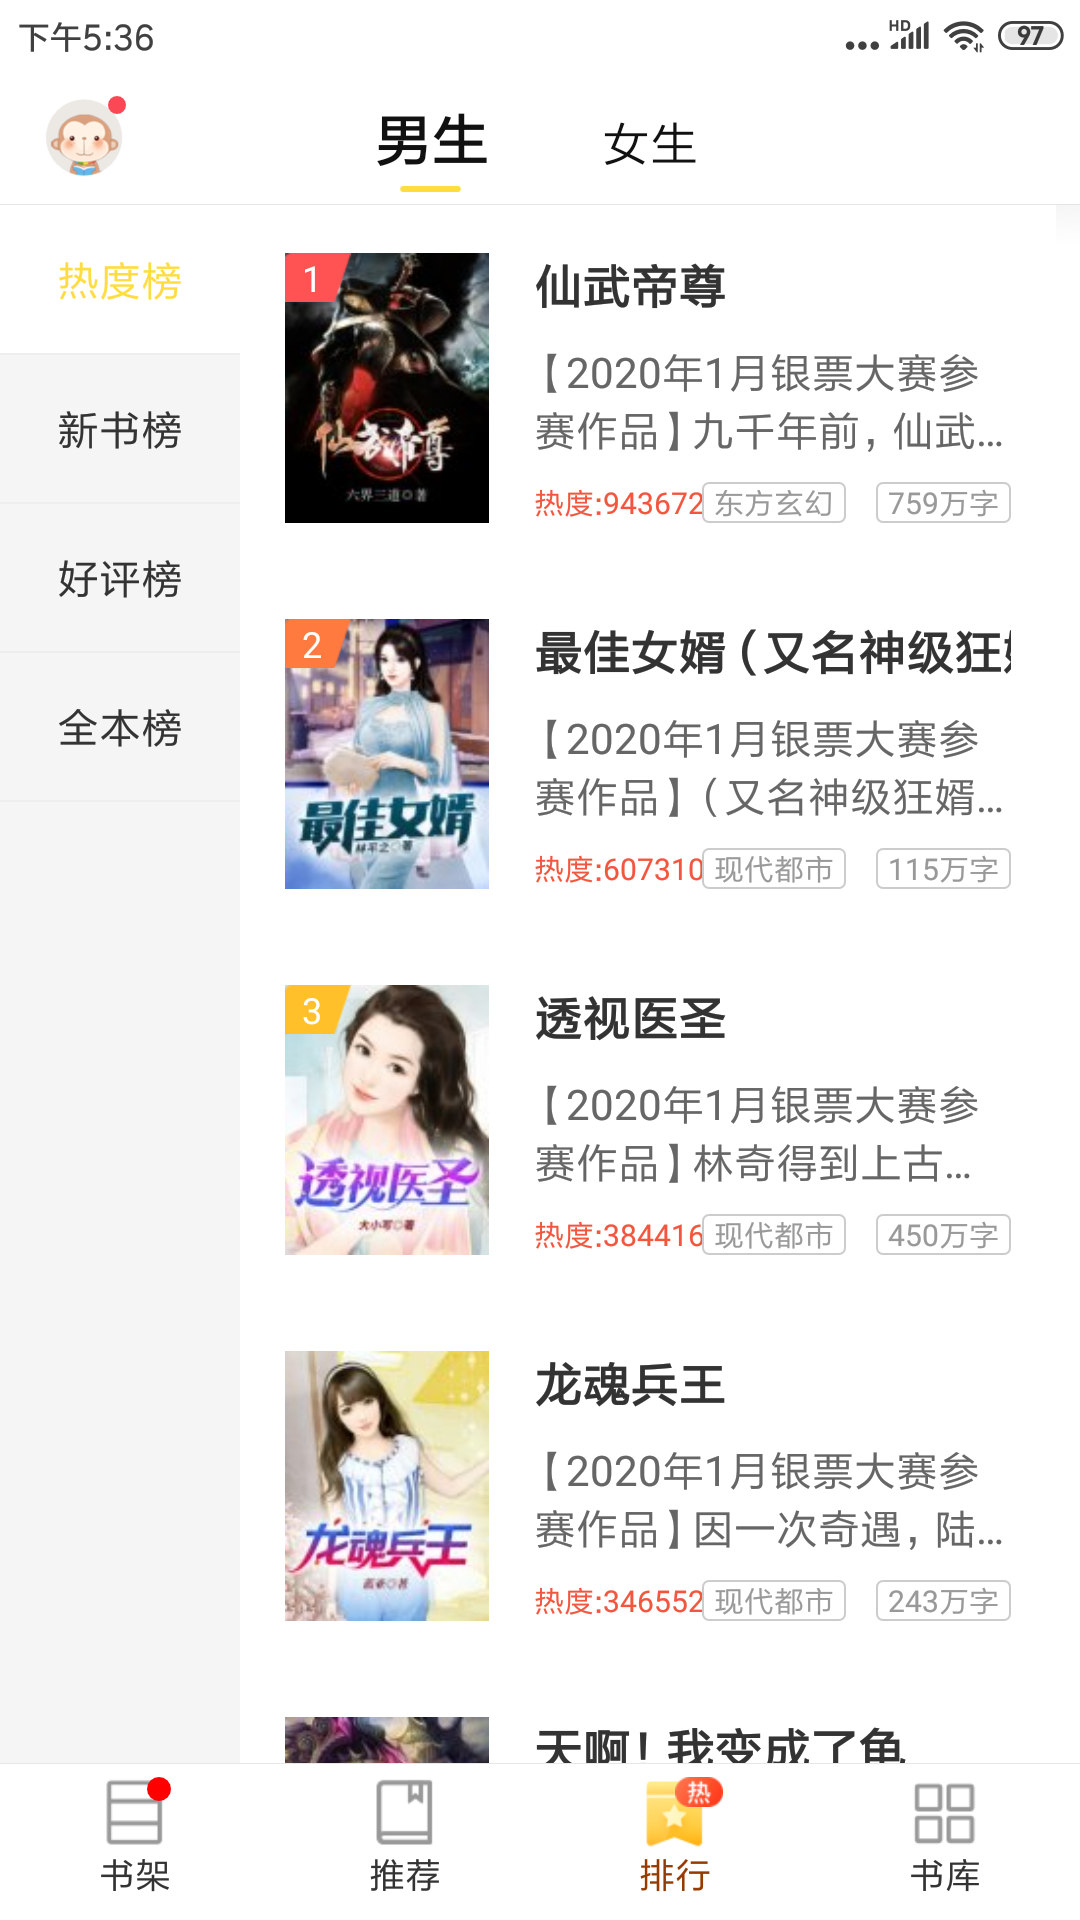 下午5:36
HD
97
男生
女生
热度榜
新书榜
好评榜
全本榜
1
仙武帝尊
六界三道◎著
仙武帝尊
【2020年1月银票大赛参
赛作品】九千年前，仙武...
热度:943672
东方玄幻
759万字
2
最佳女婿
林平之◎著
最佳女婿（又名神级狂
【2020年1月银票大赛参
赛作品】（又名神级狂婿...
热度:607310
现代都市
115万字
3
透视医圣
大小写◎著
透视医圣
【2020年1月银票大赛参
赛作品】林奇得到上古...
热度:384416
现代都市
450万字
龙魂兵王
龙魂兵王
【2020年1月银票大赛参
赛作品】因一次奇遇，陆...
热度:346552
现代都市
243万字
天啊！我变成了龟
书架
推荐
热
排行
书库